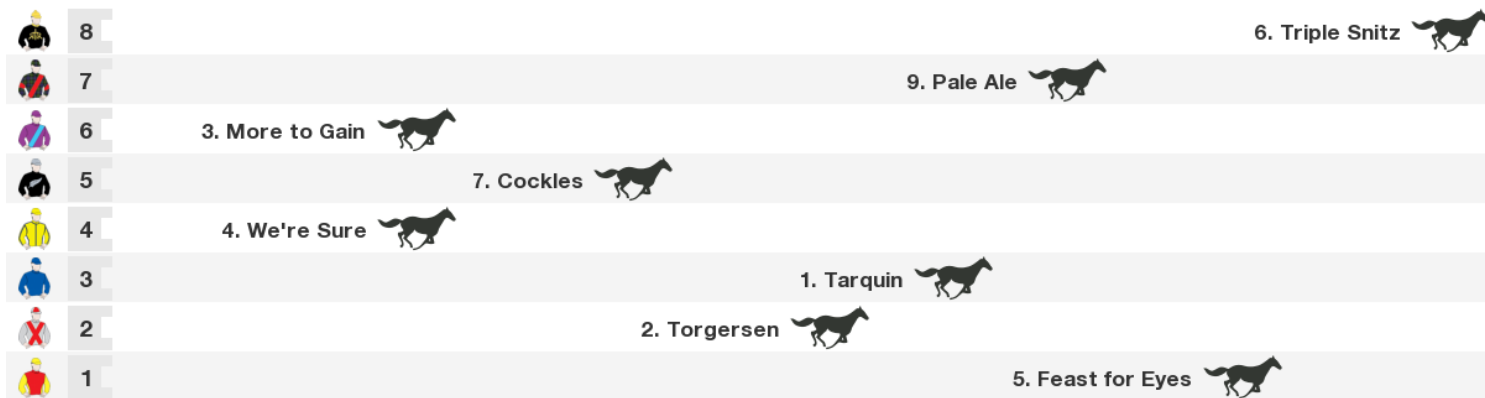 8 6. Triple Snitz
7 9. Pale Ale
6 3. More to Gain
5 7. Cockles
4 4. We're Sure
3 1. Tarquin
2 2. Torgersen
1 5. Feast for Eyes